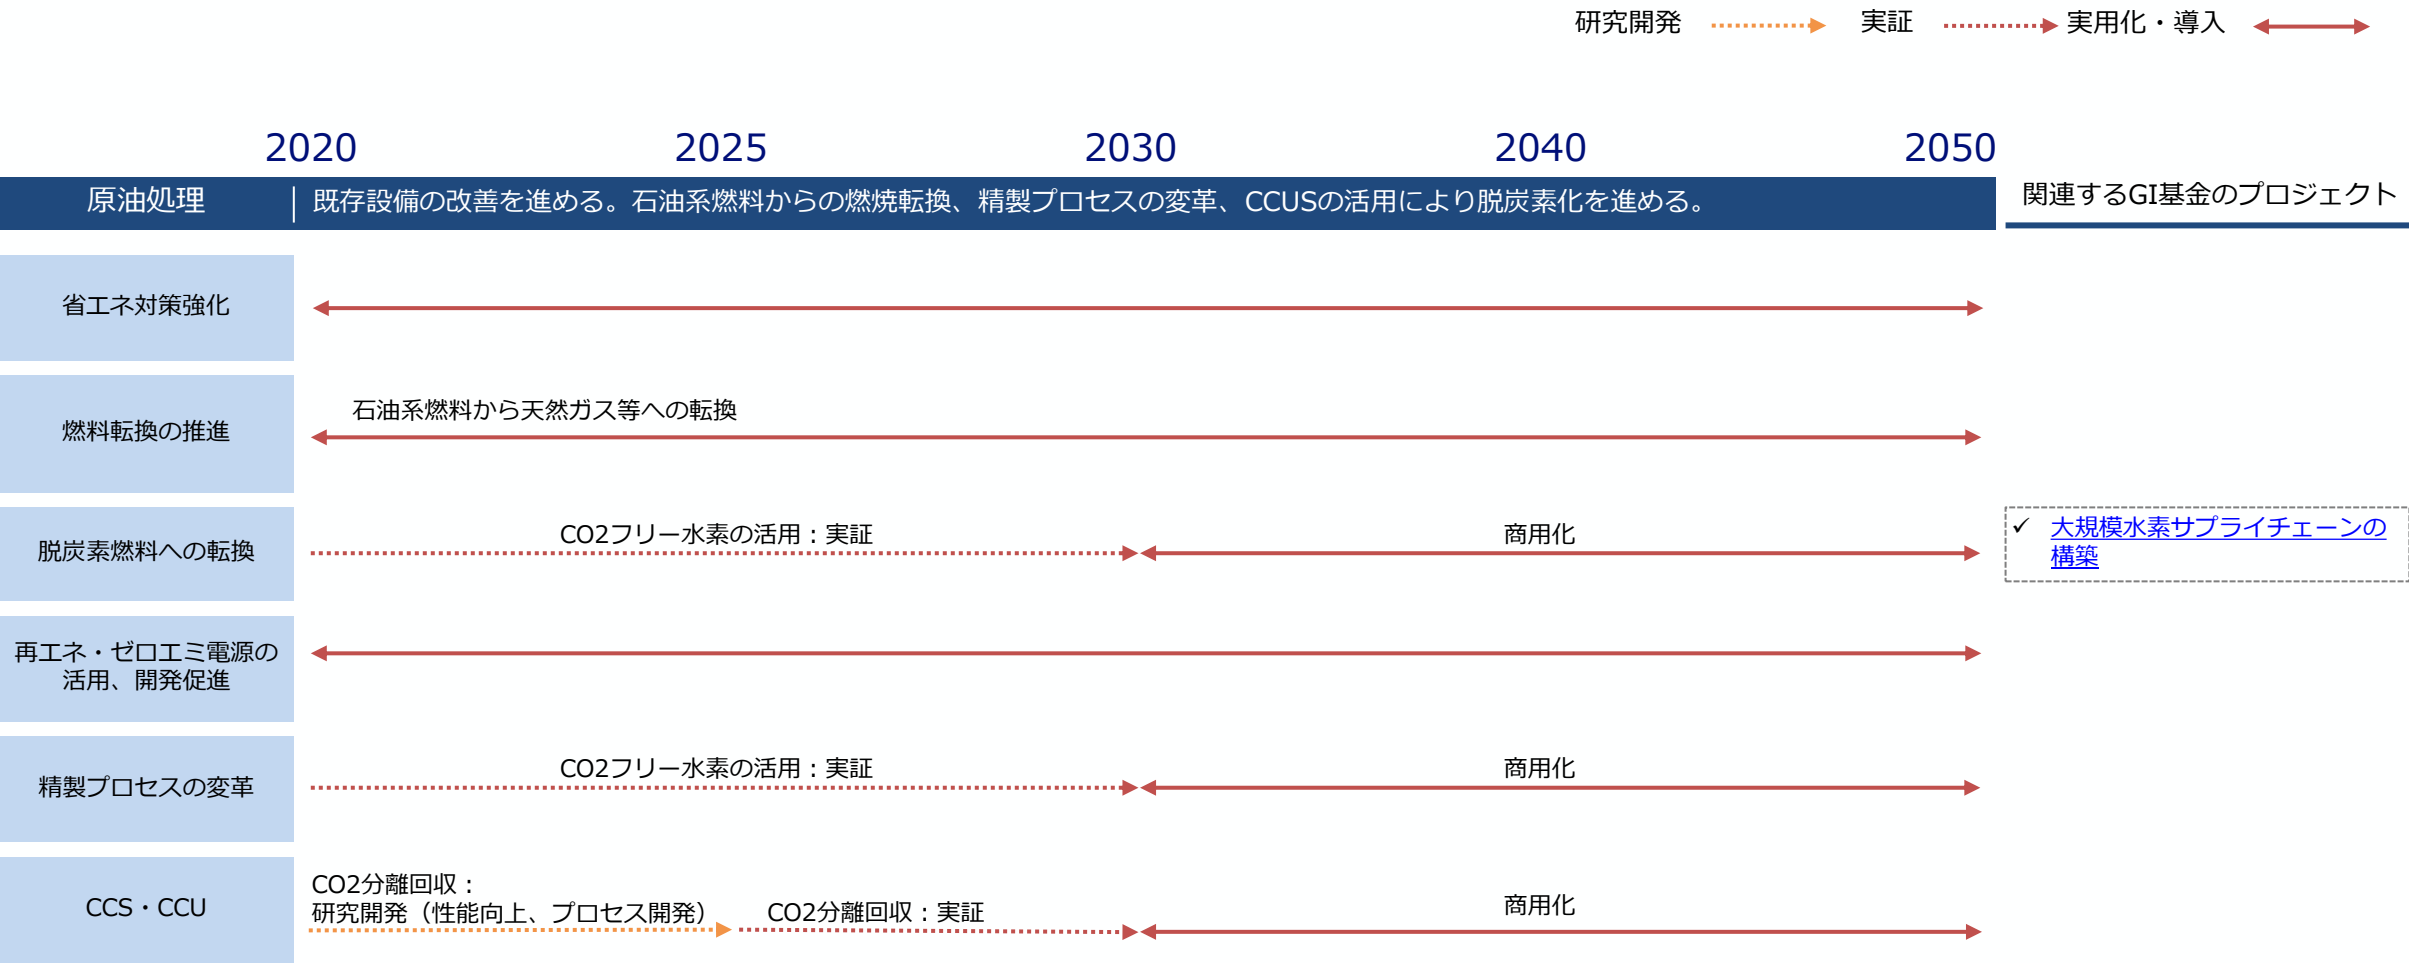 研究開発 実証 実用化・導入
2020 2025 2030 2040 2050
原油処理 既存設備の改善を進める。石油系燃料からの燃焼転換、精製プロセスの変革、CCUSの活用により脱炭素化を進める。
関連するGI基金のプロジェクト
省エネ対策強化
燃料転換の推進
石油系燃料から天然ガス等への転換
脱炭素燃料への転換
CO2フリー水素の活用：実証
商用化
✓ 大規模水素サプライチェーンの
構築
再エネ・ゼロエミ電源の
活用、開発促進
精製プロセスの変革
CO2フリー水素の活用：実証
商用化
CCS・CCU
CO2分離回収：
研究開発（性能向上、プロセス開発）
CO2分離回収：実証
商用化